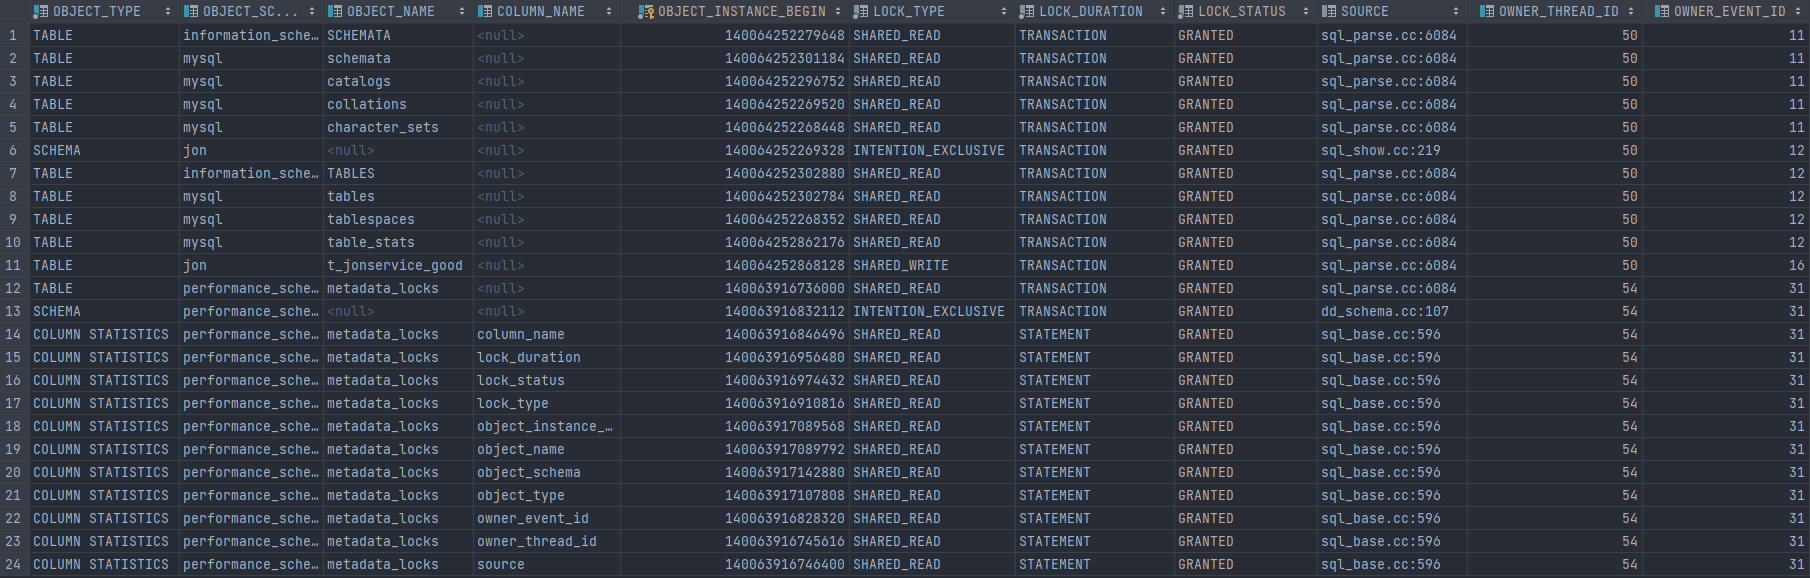 OBJECT_TYPE OBJECT_SC... OBJECT_NAME COLUMN_NAME OBJECT_INSTANCE_BEGIN LOCK_TYPE LOCK_DURATION LOCK_STATUS SOURCE OWNER_THREAD_ID OWNER_EVENT_ID
1 TABLE information_sche… SCHEMATA <null> 140064252279648 SHARED_READ TRANSACTION GRANTED sql_parse.cc:6084 50 11
2 TABLE mysql schemata <null> 140064252301184 SHARED_READ TRANSACTION GRANTED sql_parse.cc:6084 50 11
3 TABLE mysql catalogs <null> 140064252296752 SHARED_READ TRANSACTION GRANTED sql_parse.cc:6084 50 11
4 TABLE mysql collations <null> 140064252269520 SHARED_READ TRANSACTION GRANTED sql_parse.cc:6084 50 11
5 TABLE mysql character_sets <null> 140064252268448 SHARED_READ TRANSACTION GRANTED sql_parse.cc:6084 50 11
6 SCHEMA jon <null> <null> 140064252269328 INTENTION_EXCLUSIVE TRANSACTION GRANTED sql_show.cc:219 50 12
7 TABLE information_sche… TABLES <null> 140064252302880 SHARED_READ TRANSACTION GRANTED sql_parse.cc:6084 50 12
8 TABLE mysql tables <null> 140064252302784 SHARED_READ TRANSACTION GRANTED sql_parse.cc:6084 50 12
9 TABLE mysql tablespaces <null> 140064252268352 SHARED_READ TRANSACTION GRANTED sql_parse.cc:6084 50 12
10 TABLE mysql table_stats <null> 140064252862176 SHARED_READ TRANSACTION GRANTED sql_parse.cc:6084 50 12
11 TABLE jon t_jonservice_good <null> 140064252868128 SHARED_WRITE TRANSACTION GRANTED sql_parse.cc:6084 50 16
12 TABLE performance_sche… metadata_locks <null> 140063916736000 SHARED_READ TRANSACTION GRANTED sql_parse.cc:6084 54 31
13 SCHEMA performance_sche… <null> <null> 140063916832112 INTENTION_EXCLUSIVE TRANSACTION GRANTED dd_schema.cc:107 54 31
14 COLUMN STATISTICS performance_sche… metadata_locks column_name 140063916846496 SHARED_READ STATEMENT GRANTED sql_base.cc:596 54 31
15 COLUMN STATISTICS performance_sche… metadata_locks lock_duration 140063916956480 SHARED_READ STATEMENT GRANTED sql_base.cc:596 54 31
16 COLUMN STATISTICS performance_sche… metadata_locks lock_status 140063916974432 SHARED_READ STATEMENT GRANTED sql_base.cc:596 54 31
17 COLUMN STATISTICS performance_sche… metadata_locks lock_type 140063916910816 SHARED_READ STATEMENT GRANTED sql_base.cc:596 54 31
18 COLUMN STATISTICS performance_sche… metadata_locks object_instance_… 140063917089568 SHARED_READ STATEMENT GRANTED sql_base.cc:596 54 31
19 COLUMN STATISTICS performance_sche… metadata_locks object_name 140063917089792 SHARED_READ STATEMENT GRANTED sql_base.cc:596 54 31
20 COLUMN STATISTICS performance_sche… metadata_locks object_schema 140063917142880 SHARED_READ STATEMENT GRANTED sql_base.cc:596 54 31
21 COLUMN STATISTICS performance_sche… metadata_locks object_type 140063917107808 SHARED_READ STATEMENT GRANTED sql_base.cc:596 54 31
22 COLUMN STATISTICS performance_sche… metadata_locks owner_event_id 140063916828320 SHARED_READ STATEMENT GRANTED sql_base.cc:596 54 31
23 COLUMN STATISTICS performance_sche… metadata_locks owner_thread_id 140063916745616 SHARED_READ STATEMENT GRANTED sql_base.cc:596 54 31
24 COLUMN STATISTICS performance_sche… metadata_locks source 140063916746400 SHARED_READ STATEMENT GRANTED sql_base.cc:596 54 31